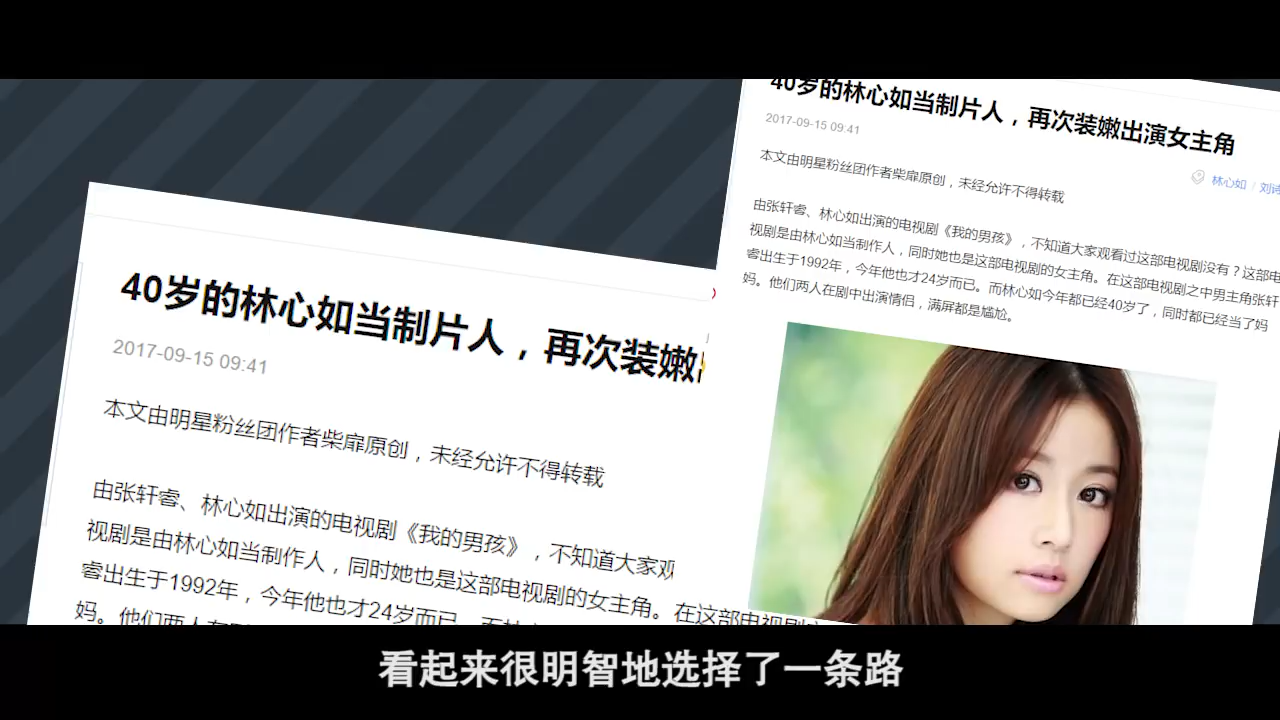 40岁的林心如当制片人，再次装嫩出演女主角
2017-09-15 09:41
林心如 / 刘诗
本文由明星粉丝团作者柴扉原创，未经允许不得转载
由张轩睿、林心如出演的电视剧《我的男孩》，不知道大家观看过这部电视剧没有？这部电
视剧是由林心如当制作人，同时她也是这部电视剧的女主角。在这部电视剧之中男主角张轩
睿出生于1992年，今年他也才24岁而已。而林心如今年都已经40岁了，同时都已经当了妈
妈。他们两人在剧中出演情侣，满屏都是尴尬。
40岁的林心如当制片人，再次装嫩
2017-09-15 09:41
本文由明星粉丝团作者柴扉原创，未经允许不得转载
由张轩睿、林心如出演的电视剧《我的男孩》，不知道大家观
视剧是由林心如当制作人，同时她也是这部电视剧的女主角。在这部电视剧
睿出生于1992年，今年他也才24岁而已。而林
妈。他们两人在
看起来很明智地选择了一条路